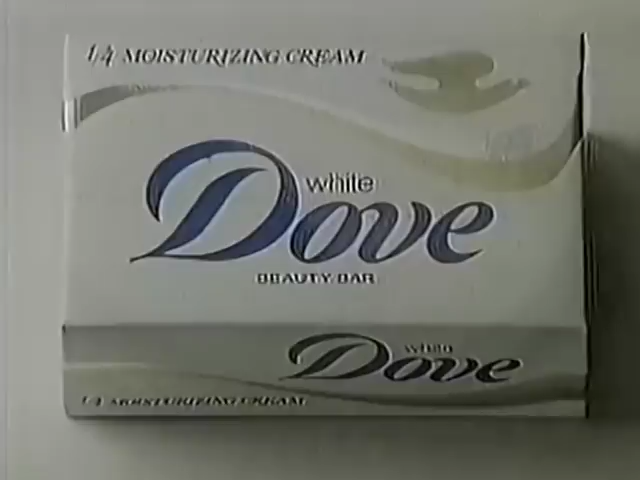 1/4 MOISTURIZING CREAM
white
Dove
BEAUTY BAR
white
Dove
1/4 MOISTURIZING CREAM